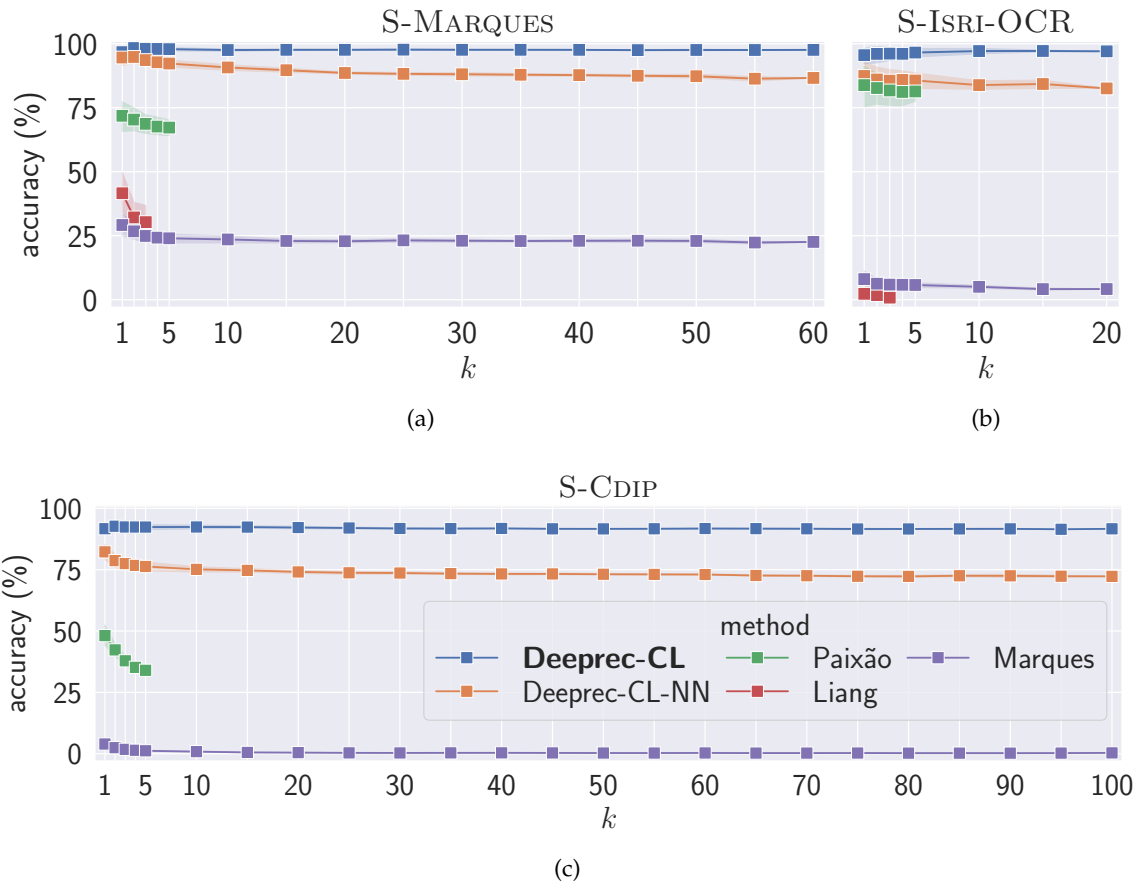 S-MARQUES
accuracy (%)
100
75
50
25
0
1 5 10 20 30 40 50 60
k
(a)
S-ISRI-OCR
1 5 10 20
k
(b)
S-CDIP
accuracy (%)
100
75
50
25
0
method
Deeprec-CL Paixão Marques
Deeprec-CL-NN Liang
1 5 10 20 30 40 50 60 70 80 90 100
k
(c)